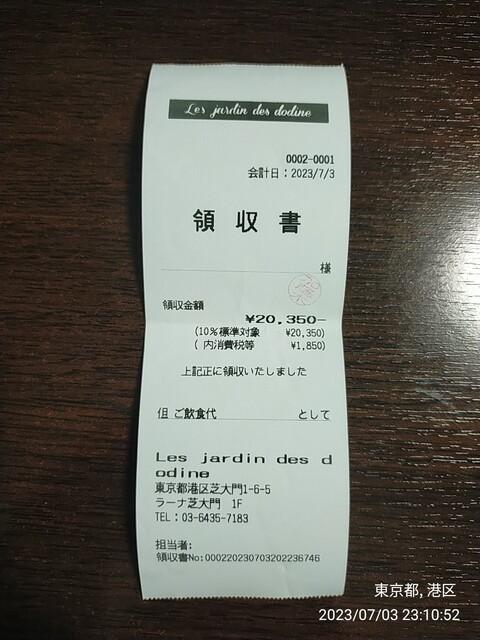 Les jardin des dodine
0002-0001
会計日：2023/7/3
領収書
様
領収金額
¥20,350-
(10%標準対象 ¥20,350)
( 内消費税等 ¥1,850)
上記正に領収いたしました
但 ご飲食代 として
Les jardin des d
odine
東京都港区芝大門1-6-5
ラーナ芝大門 1F
TEL：03-6435-7183
担当者:
領収書No:000220230703202236746
東京都, 港区
2023/07/03 23:10:52